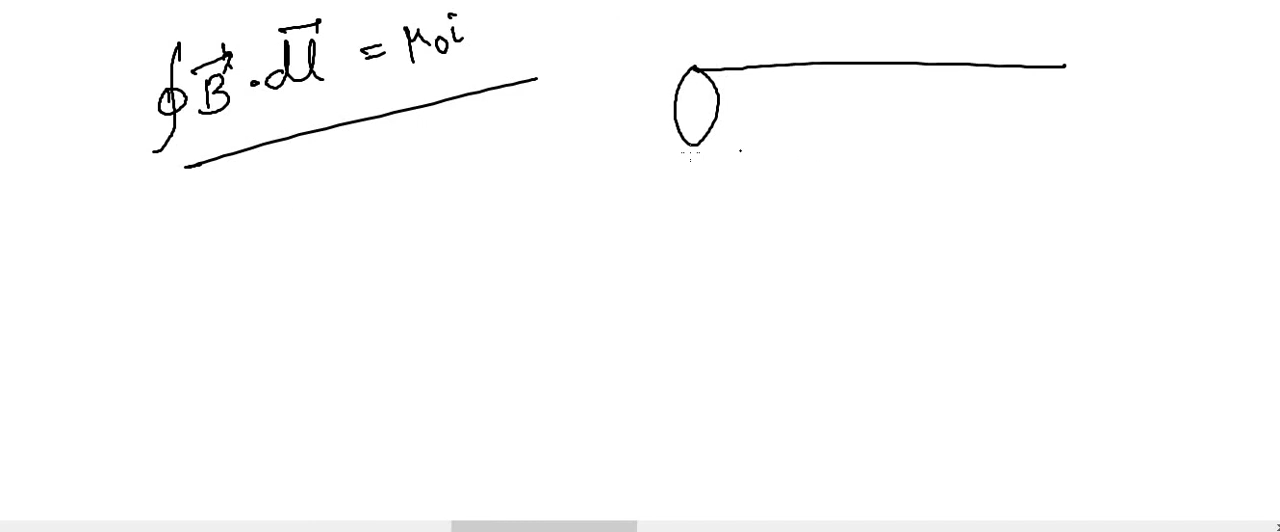 ∮ B⃗ · dl⃗ = μ₀i